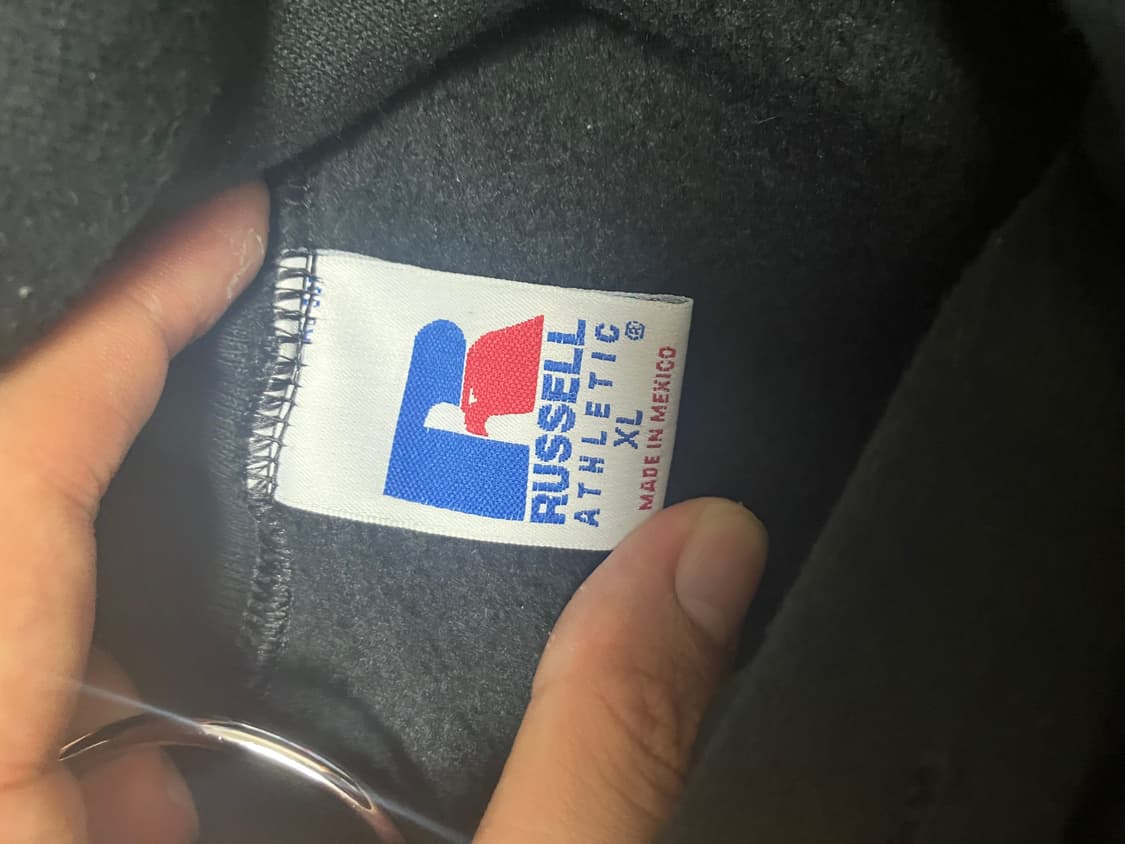 RUSSELL
ATHLETIC
®
XL
MADE IN MEXICO